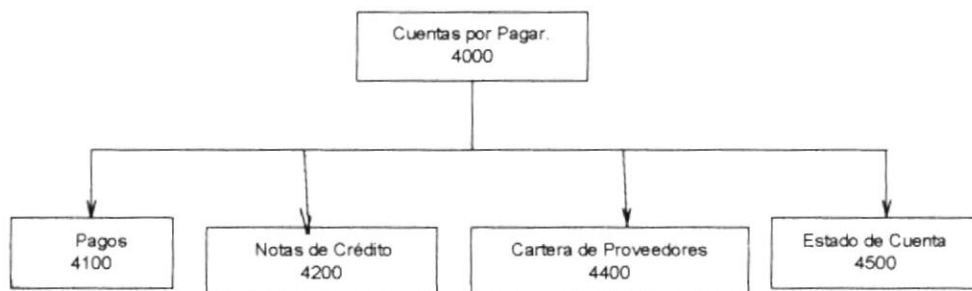 Cuentas por Pagar.
4000
Pagos
4100
Notas de Crédito
4200
Cartera de Proveedores
4400
Estado de Cuenta
4500